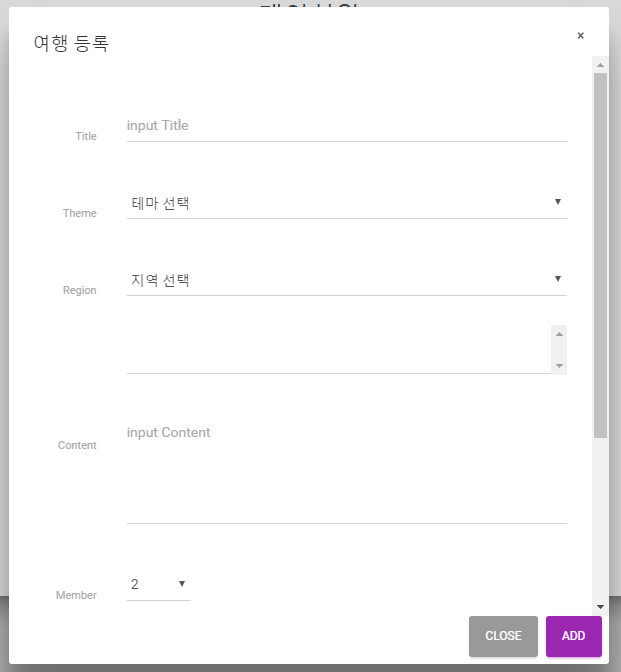 여행 등록
×
Title
input Title
Theme
테마 선택
Region
지역 선택
Content
input Content
Member
2
CLOSE
ADD